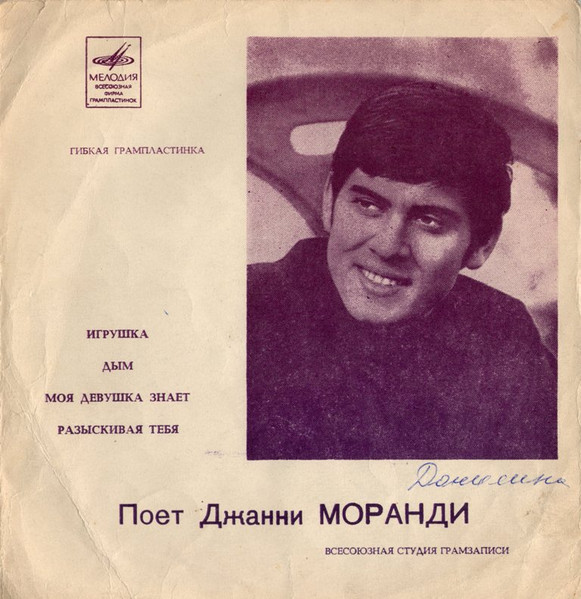 МЕЛОДИЯ
ВСЕСОЮЗНАЯ
ФИРМА
ГРАМПЛАСТИНОК
ГИБКАЯ ГРАМПЛАСТИНКА
ИГРУШКА
ДЫМ
МОЯ ДЕВУШКА ЗНАЕТ
РАЗЫСКИВАЯ ТЕБЯ
Поет Джанни МОРАНДИ
ВСЕСОЮЗНАЯ СТУДИЯ ГРАМЗАПИСИ